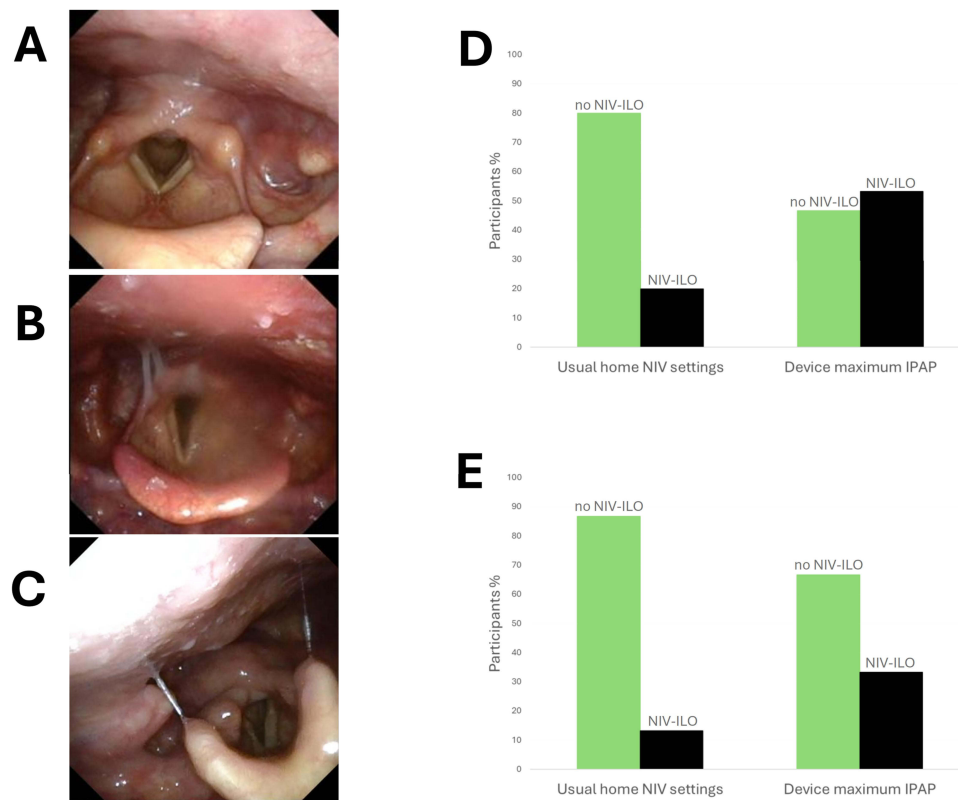 A
B
C
D
Participants %
100
90
80
70
60
50
40
30
20
10
0
no NIV-ILO
NIV-ILO
no NIV-ILO
NIV-ILO
Usual home NIV settings
Device maximum IPAP
E
Participants %
100
90
80
70
60
50
40
30
20
10
0
no NIV-ILO
NIV-ILO
no NIV-ILO
NIV-ILO
Usual home NIV settings
Device maximum IPAP